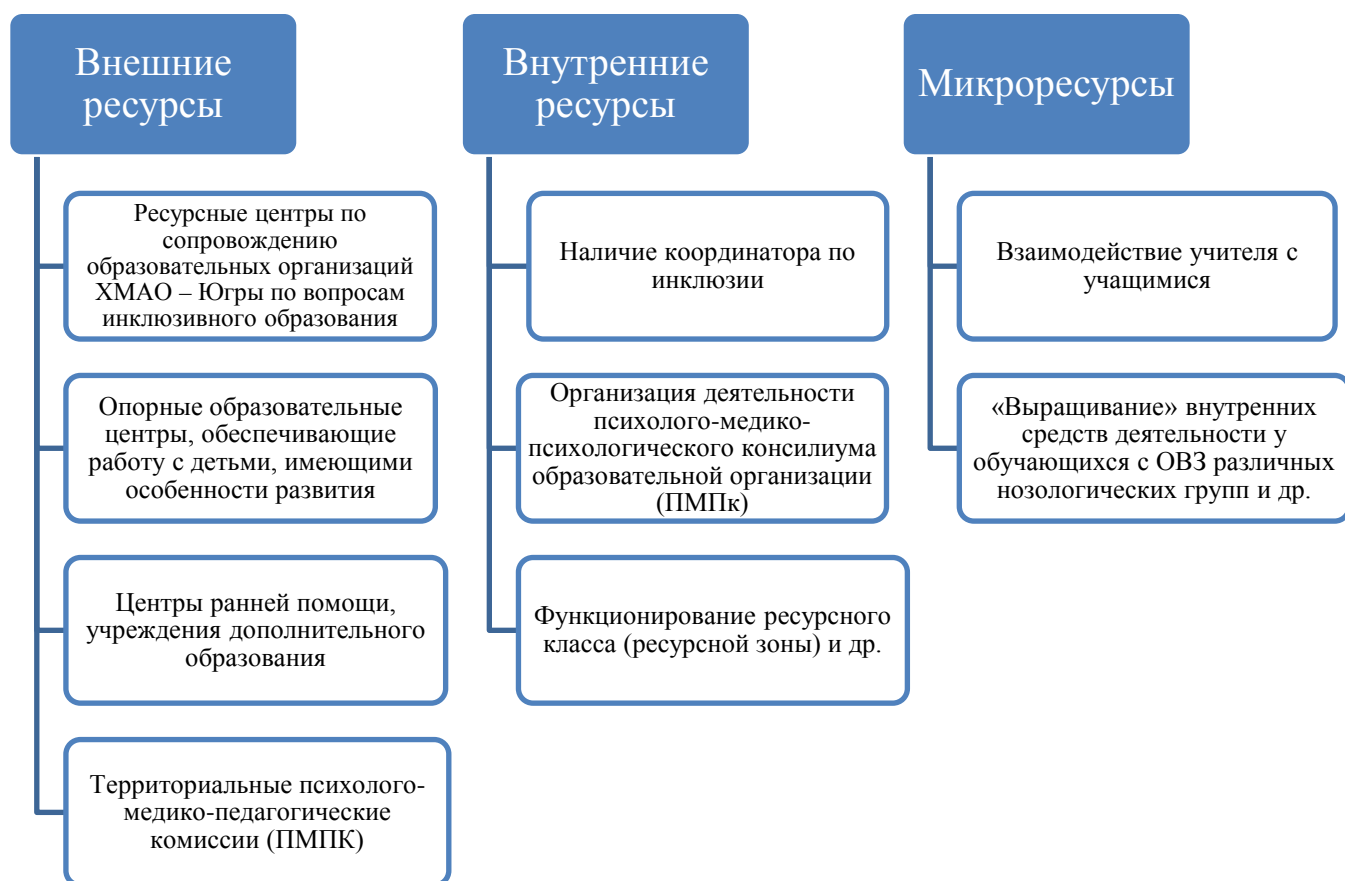 Внешние
ресурсы
Ресурсные центры по
сопровождению
образовательных организаций
ХМАО – Югры по вопросам
инклюзивного образования
Опорные образовательные
центры, обеспечивающие
работу с детьми, имеющими
особенности развития
Центры ранней помощи,
учреждения дополнительного
образования
Территориальные психолого-
медико-педагогические
комиссии (ПМПК)
Внутренние
ресурсы
Наличие координатора по
инклюзии
Организация деятельности
психолого-медико-
психологического консилиума
образовательной организации
(ПМПк)
Функционирование ресурсного
класса (ресурсной зоны) и др.
Микроресурсы
Взаимодействие учителя с
учащимися
«Выращивание» внутренних
средств деятельности у
обучающихся с ОВЗ различных
нозологических групп и др.